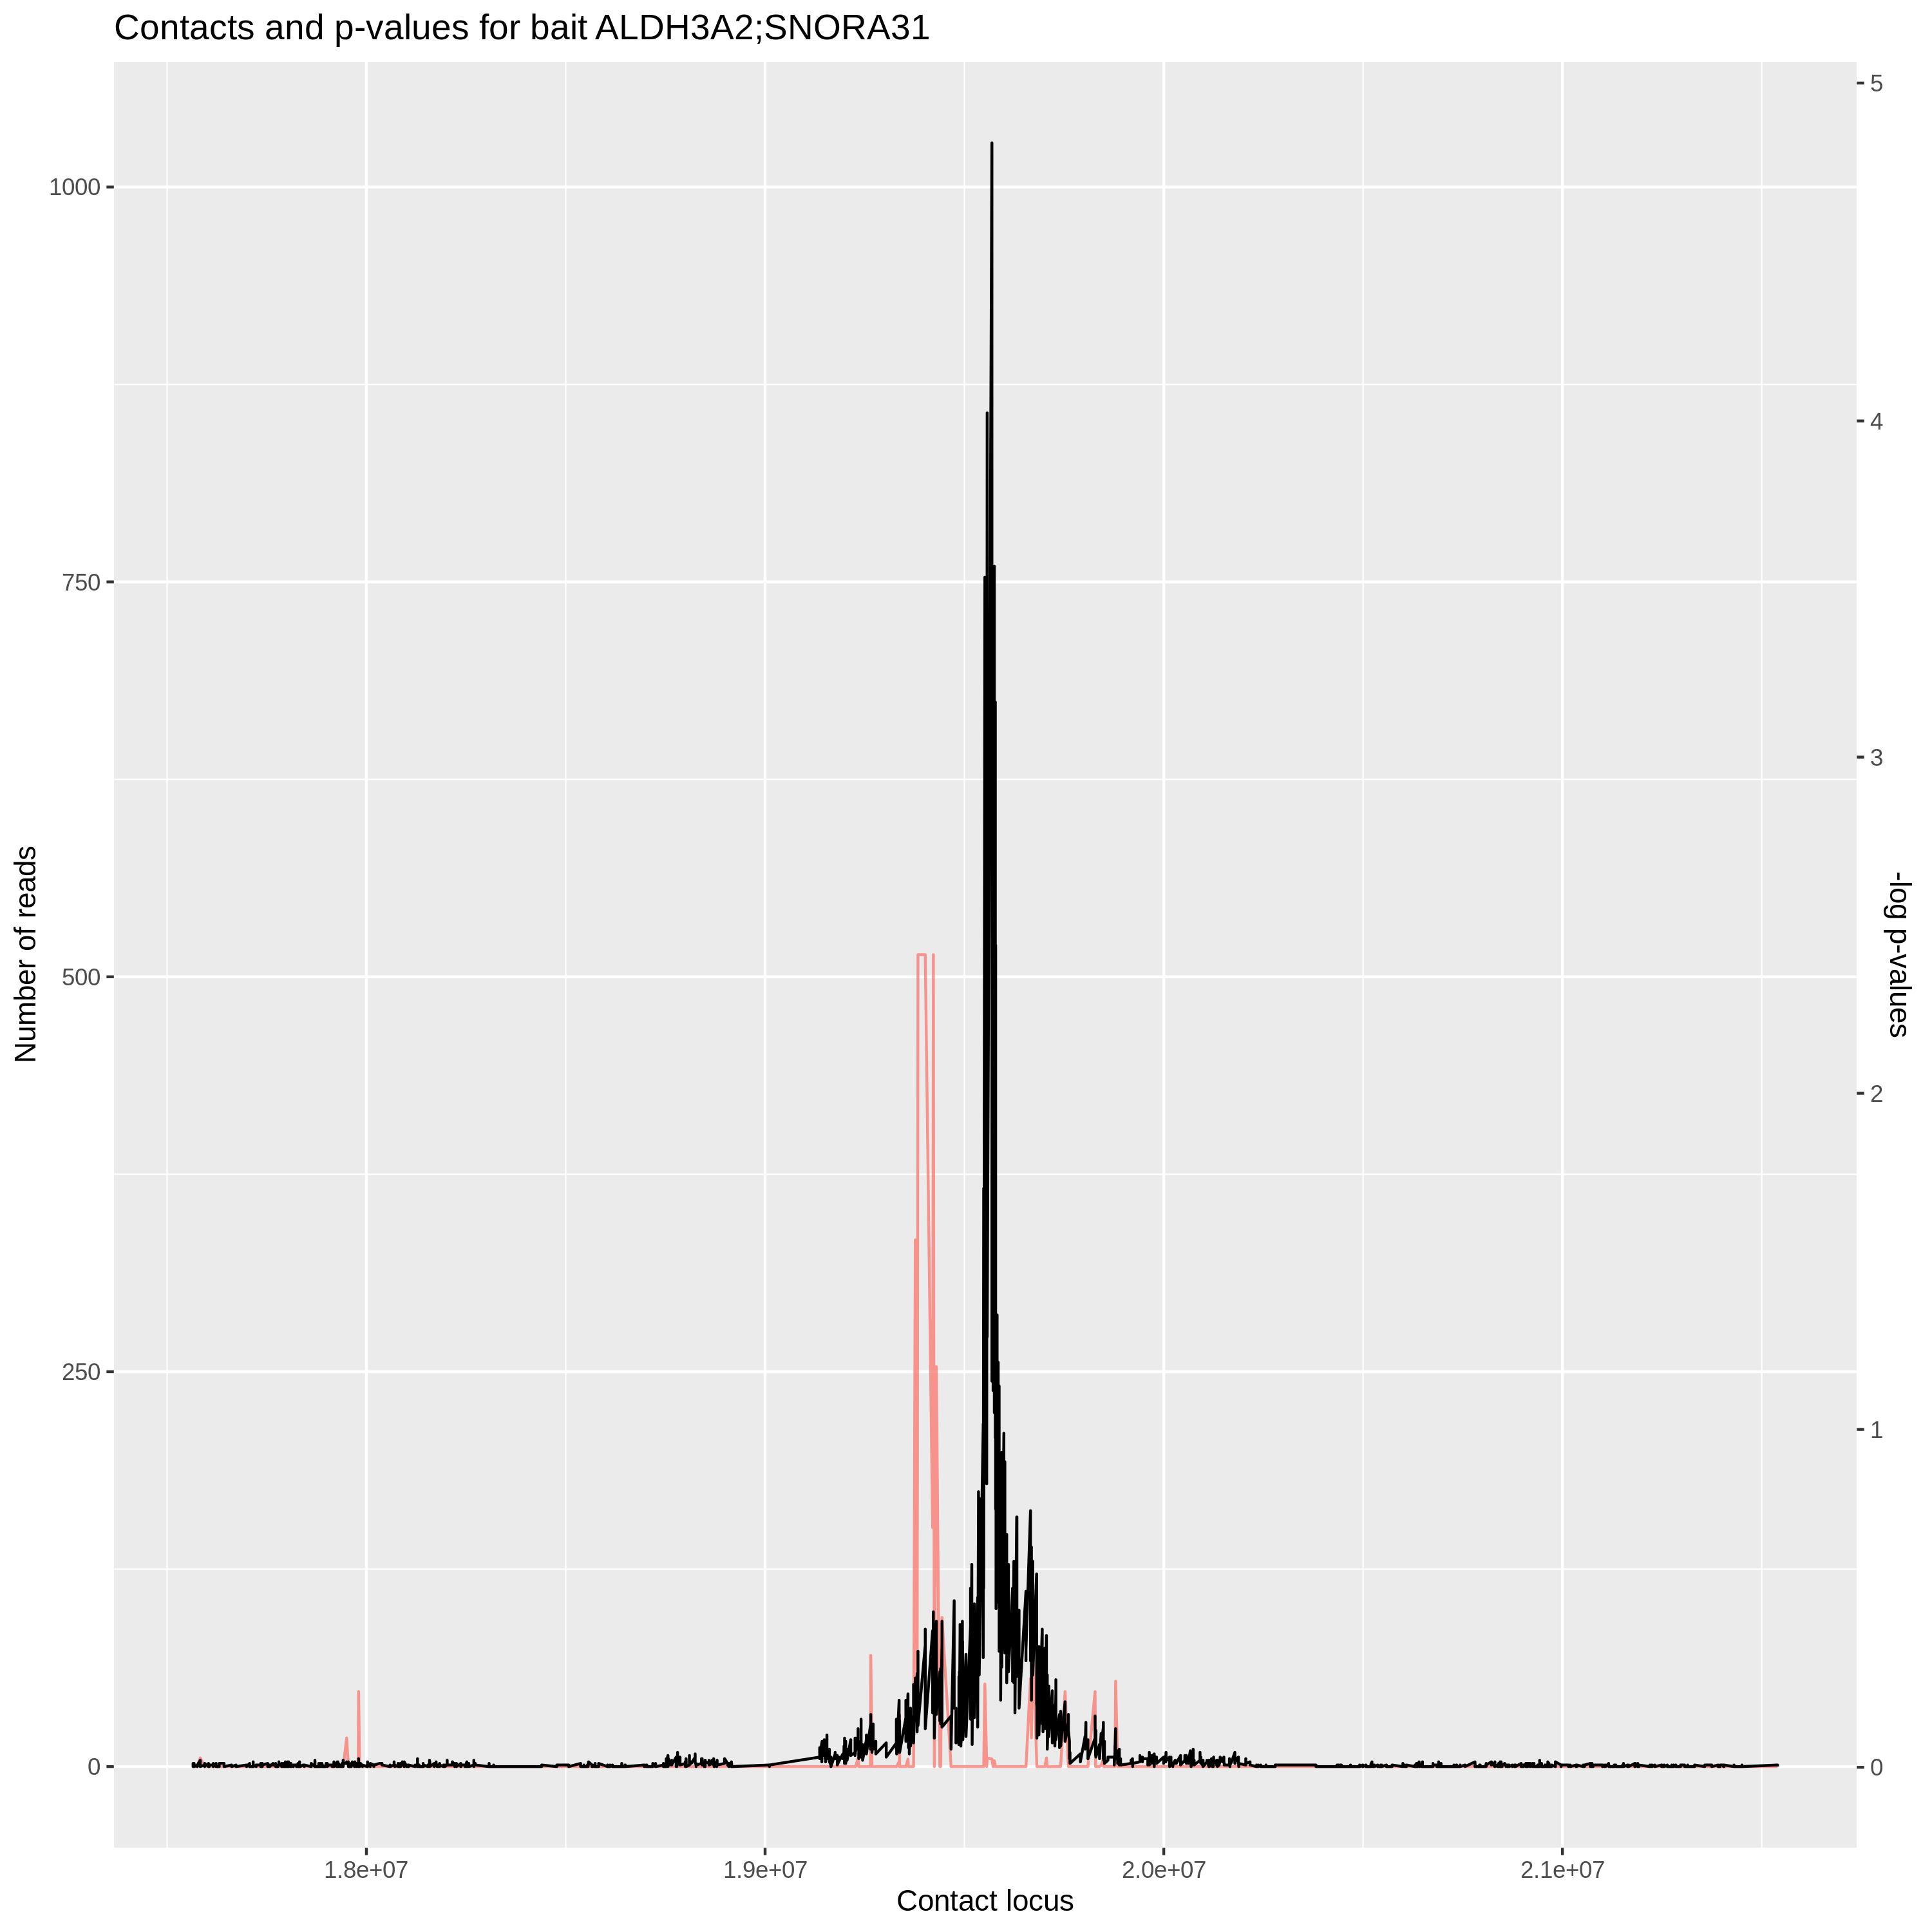 Contacts and p-values for bait ALDH3A2;SNORA31
5
1000
4
750
3
Number of reads
-log p-values
500
2
250
1
0
0
1.8e+07
1.9e+07
2.0e+07
2.1e+07
Contact locus